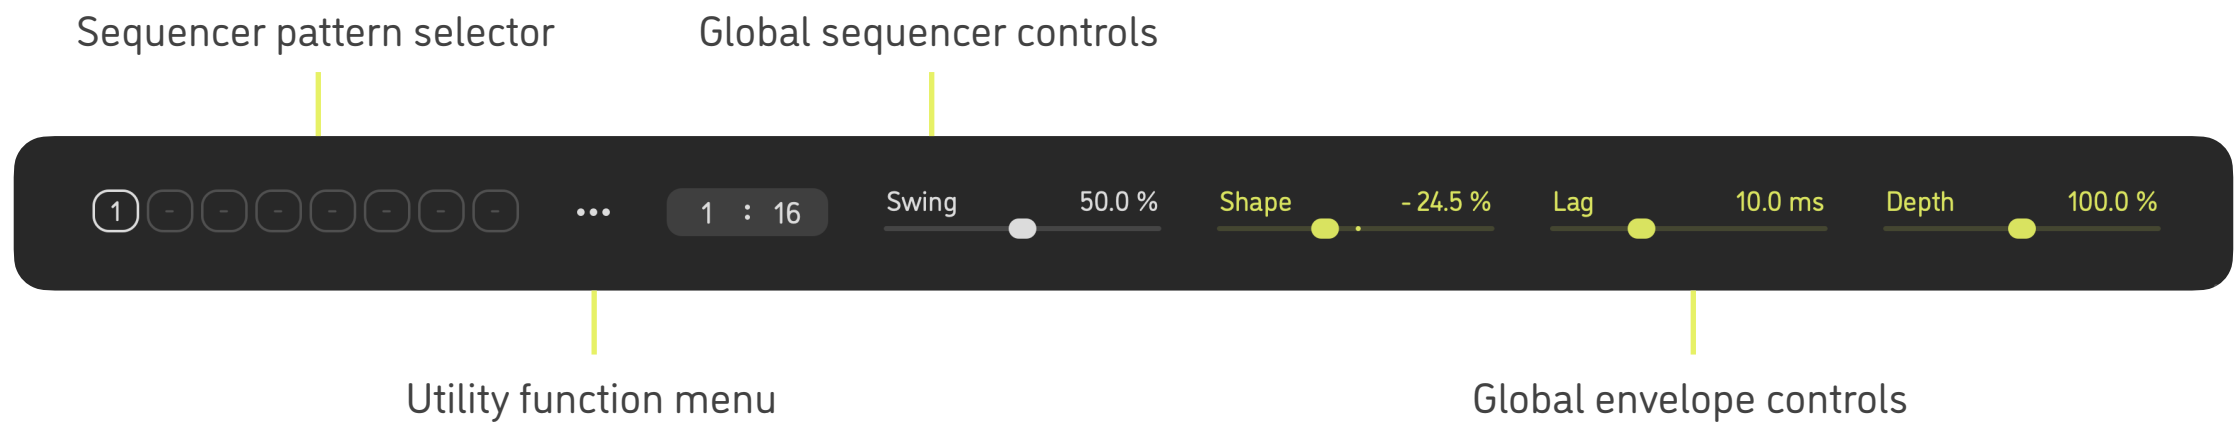 Sequencer pattern selector
Global sequencer controls
1 - - - - - - -
•••
1 : 16
Swing 50.0 %
Shape - 24.5 %
Lag 10.0 ms
Depth 100.0 %
Utility function menu
Global envelope controls